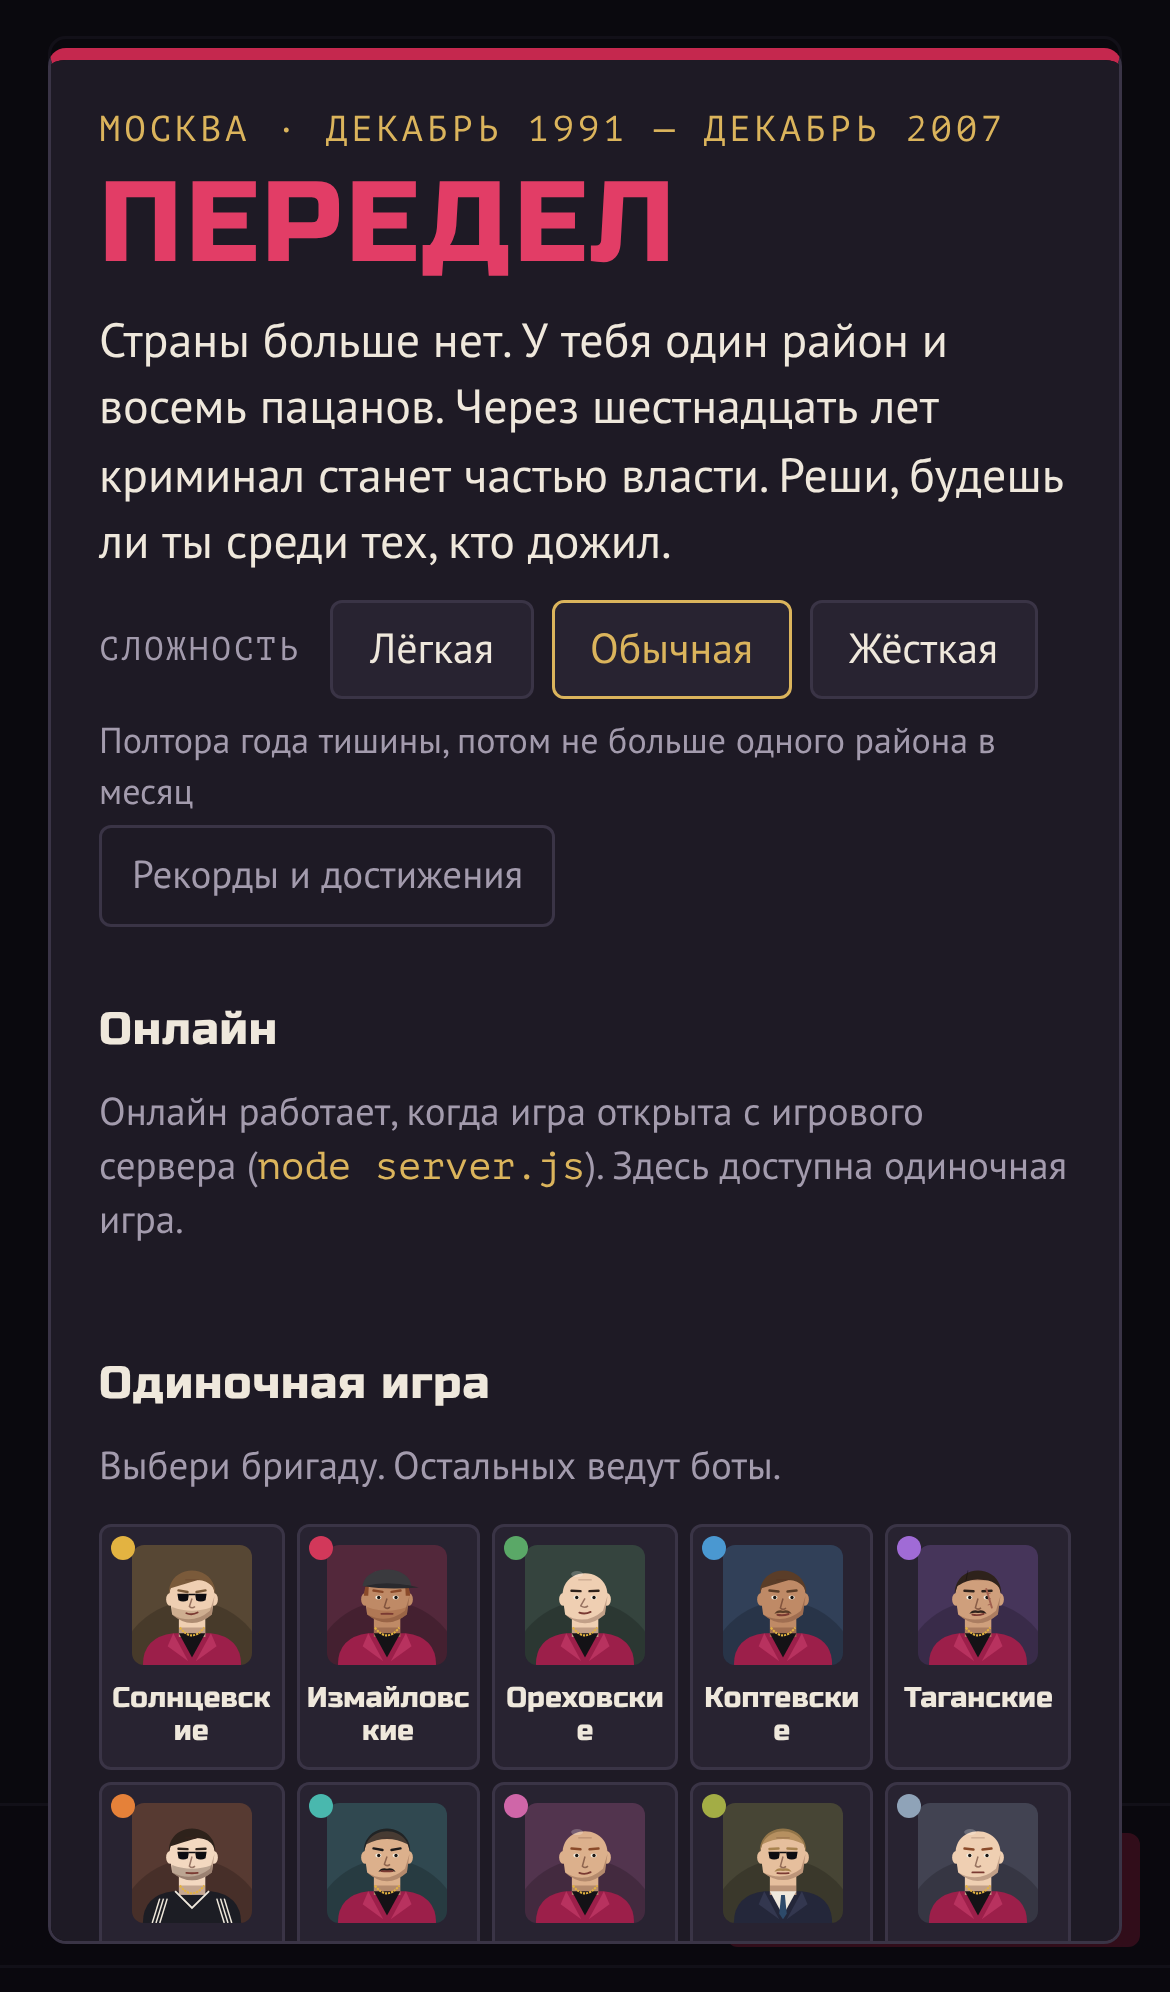 МОСКВА · ДЕКАБРЬ 1991 — ДЕКАБРЬ 2007
ПЕРЕДЕЛ
Страны больше нет. У тебя один район и
восемь пацанов. Через шестнадцать лет
криминал станет частью власти. Реши, будешь
ли ты среди тех, кто дожил.
СЛОЖНОСТЬ Лёгкая Обычная Жёсткая
Полтора года тишины, потом не больше одного района в
месяц
Рекорды и достижения
Онлайн
Онлайн работает, когда игра открыта с игрового
сервера (node server.js). Здесь доступна одиночная
игра.
Одиночная игра
Выбери бригаду. Остальных ведут боты.
Солнцевск
ие
Измайловс
кие
Ореховски
е
Коптевски
е
Таганские